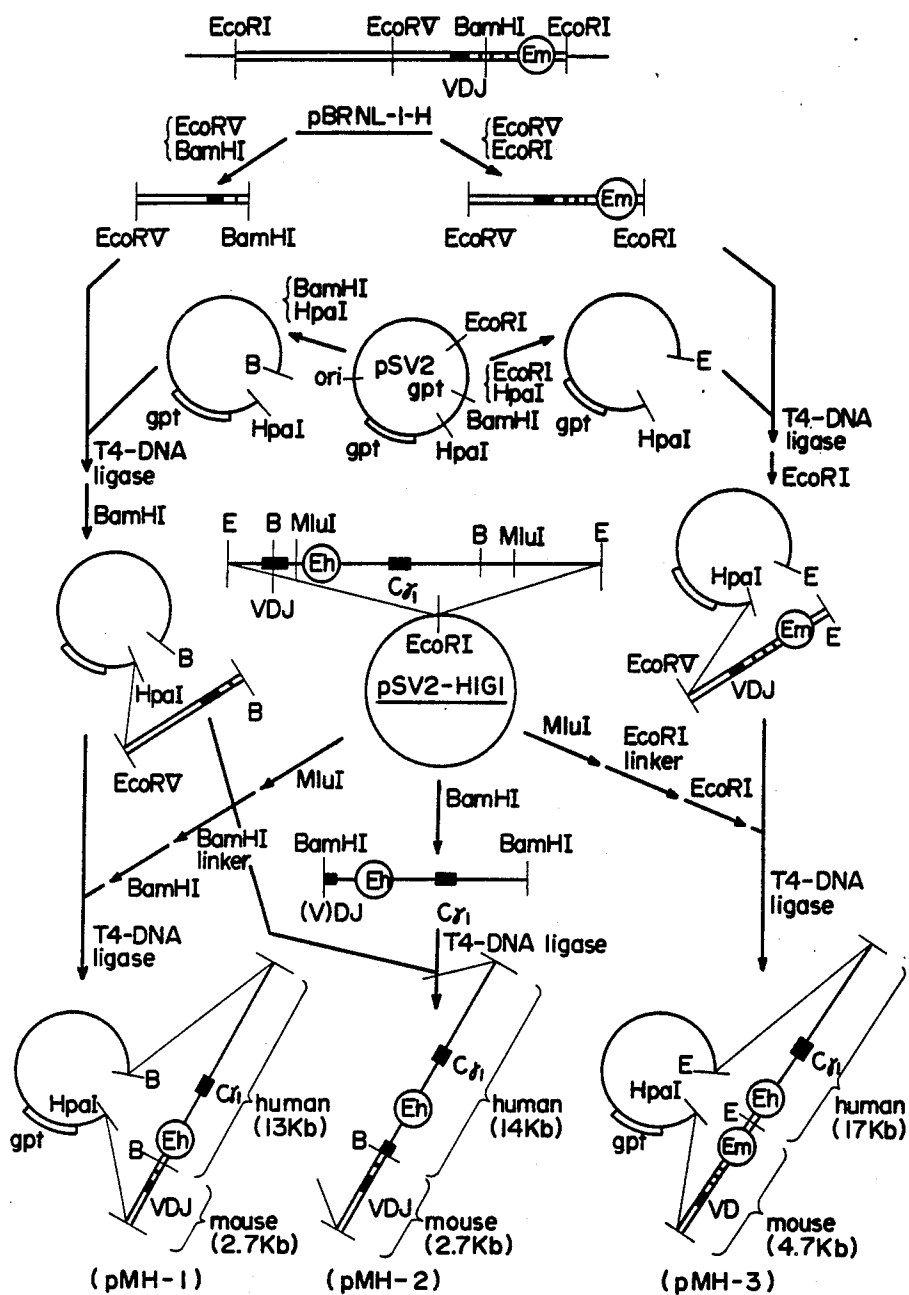 EcoRI EcoRV BamHI EcoRI
Em
VDJ
pBRNL-1-H
EcoRV
BamHI
EcoRV
EcoRI
Em
EcoRV BamHI
EcoRV EcoRI
BamHI
HpaI
EcoRI
B
ori
pSV2
gpt
EcoRI
HpaI
E
BamHI
gpt
HpaI
gpt
HpaI
gpt
HpaI
T4-DNA
ligase
T4-DNA
ligase
BamHI
EcoRI
E B MluI B MluI E
Eh
Cγ1
VDJ
HpaI
E
Em
E
EcoRV
VDJ
EcoRI
pSV2-HIGI
B
HpaI
B
EcoRV
MluI
BamHI
linker
BamHI
BamHI
MluI
EcoRI
linker
EcoRI
BamHI BamHI
Eh
(V)DJ
Cγ1
T4-DNA
ligase
T4-DNA ligase
T4-DNA
ligase
B
HpaI
gpt
Cγ1
Eh
B
human
(13Kb)
VDJ
mouse
(2.7Kb)
(pMH-1)
Cγ1
Eh
B
human
(14Kb)
VDJ
mouse
(2.7Kb)
(pMH-2)
E
HpaI
gpt
Cγ1
E
Eh
Em
human
(17Kb)
VD
mouse
(4.7Kb)
(pMH-3)